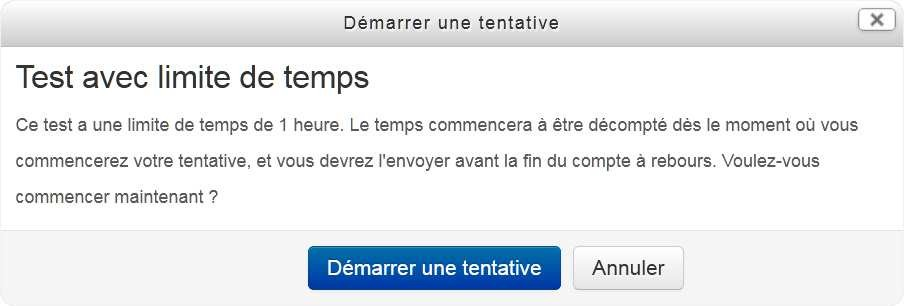 Démarrer une tentative
Test avec limite de temps
Ce test a une limite de temps de 1 heure. Le temps commencera à être décompté dès le moment où vous
commencerez votre tentative, et vous devrez l'envoyer avant la fin du compte à rebours. Voulez-vous
commencer maintenant ?
Démarrer une tentative Annuler